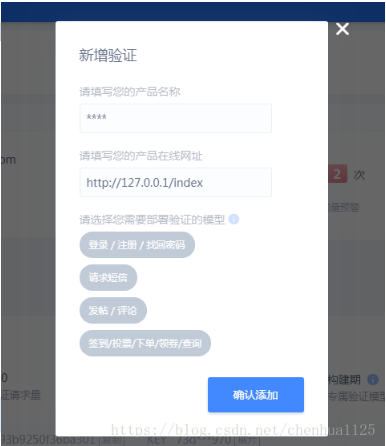 新增验证
请填写您的产品名称
****
om
请填写您的产品在线网址
2 次
http://127.0.0.1/index
请选择您需要部署验证的模型
登录 / 注册 / 找回密码
请求短信
发帖 / 评论
签到/投票/下单/领券/查询
0
构建期
确认添加
https://blog.csdn.net/chenhua1125